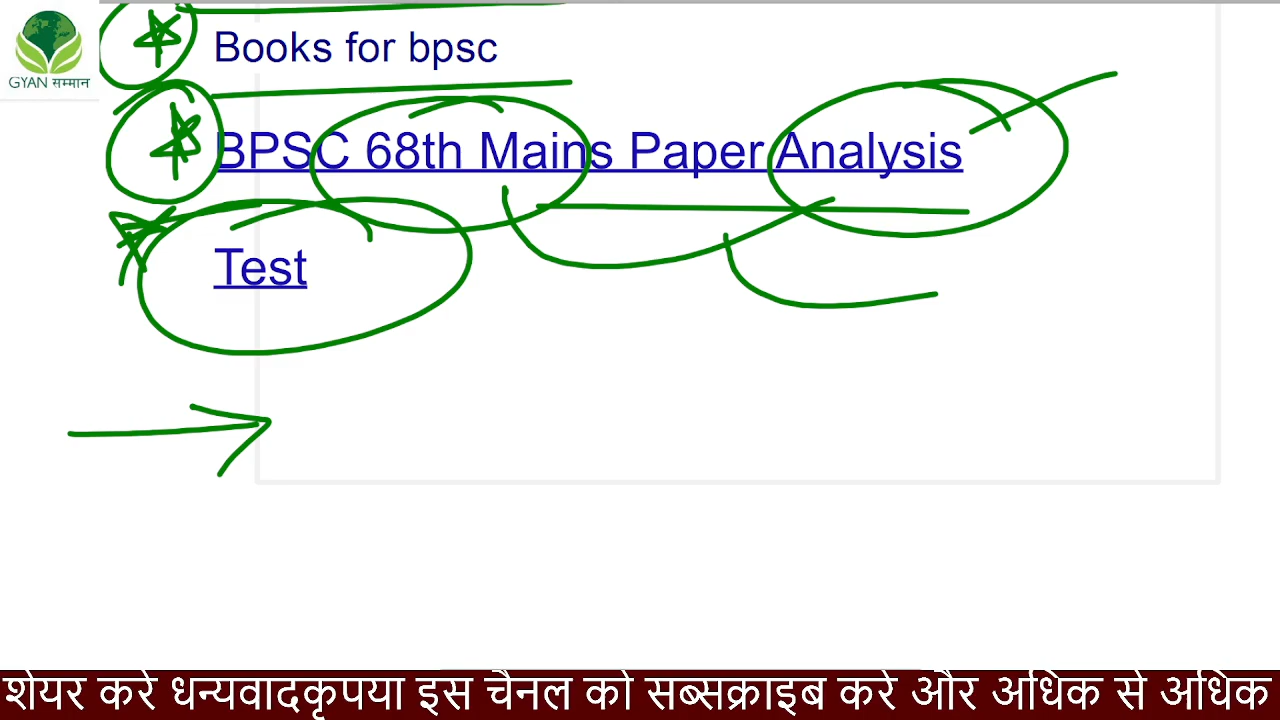 GYAN सम्मान
Books for bpsc
BPSC 68th Mains Paper Analysis
Test
शेयर करे धन्यवादकृपया इस चैनल को सब्सक्राइब करे और अधिक से अधिक